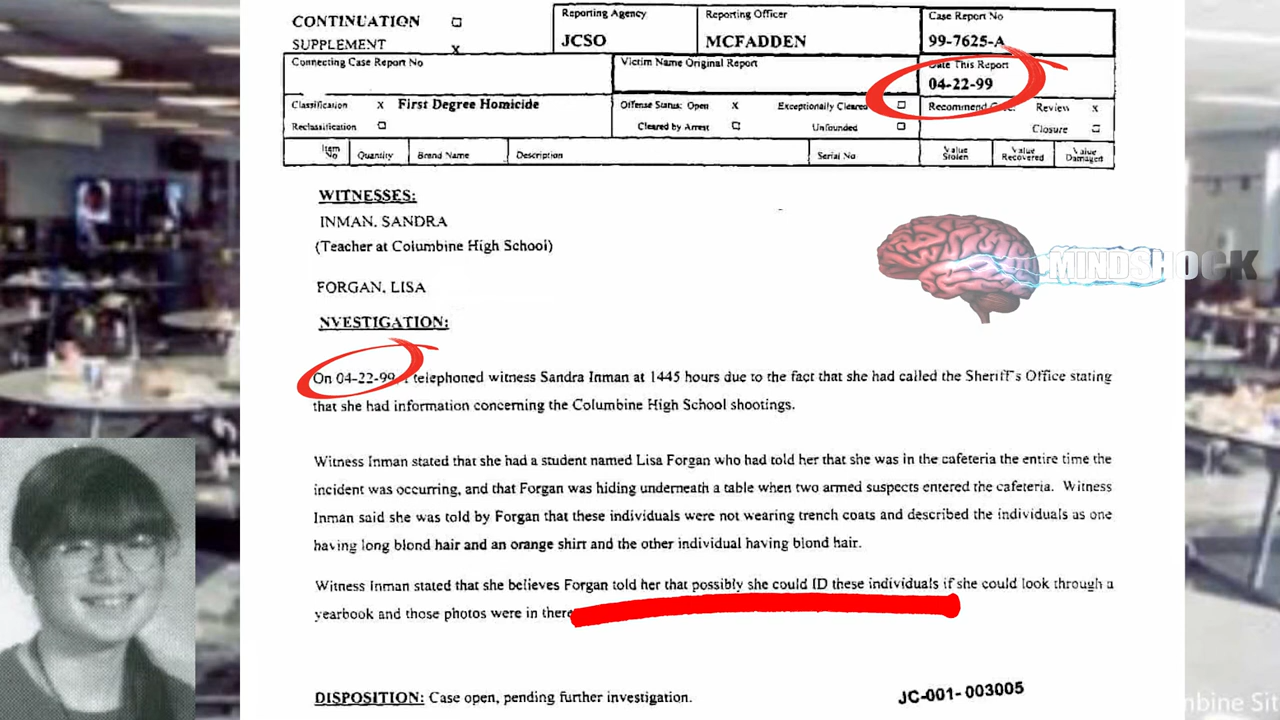 CONTINUATION
SUPPLEMENT x
Reporting Agency
JCSO
Reporting Officer
MCFADDEN
Case Report No
99-7625-A
Connecting Case Report No
Victim Name Original Report
Date This Report
04-22-99
Classification x First Degree Homicide
Offense Status: Open x Exceptionally Cleared
Recommend Review x
Reclassification
Cleared by Arrest Unfounded
Closure
Item No Quantity Brand Name Description Serial No Value Stolen Value Recovered Value Damaged
WITNESSES:
INMAN, SANDRA
(Teacher at Columbine High School)
FORGAN, LISA
NVESTIGATION:
MINDSHOCK
On 04-22-99, I telephoned witness Sandra Inman at 1445 hours due to the fact that she had called the Sheriff's Office stating
that she had information concerning the Columbine High School shootings.
Witness Inman stated that she had a student named Lisa Forgan who had told her that she was in the cafeteria the entire time the
incident was occurring, and that Forgan was hiding underneath a table when two armed suspects entered the cafeteria. Witness
Inman said she was told by Forgan that these individuals were not wearing trench coats and described the individuals as one
having long blond hair and an orange shirt and the other individual having blond hair.
Witness Inman stated that she believes Forgan told her that possibly she could ID these individuals if she could look through a
yearbook and those photos were in there
DISPOSITION: Case open, pending further investigation.
JC-001-003005
mbine Sit